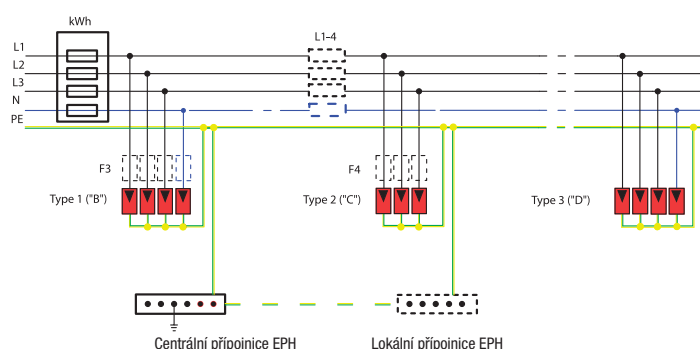 kWh
L1-4
L1
L2
L3
N
PE
F3
F4
Type 1 ("B")
Type 2 ("C")
Type 3 ("D")
Centrální přípojnice EPH
Lokální přípojnice EPH